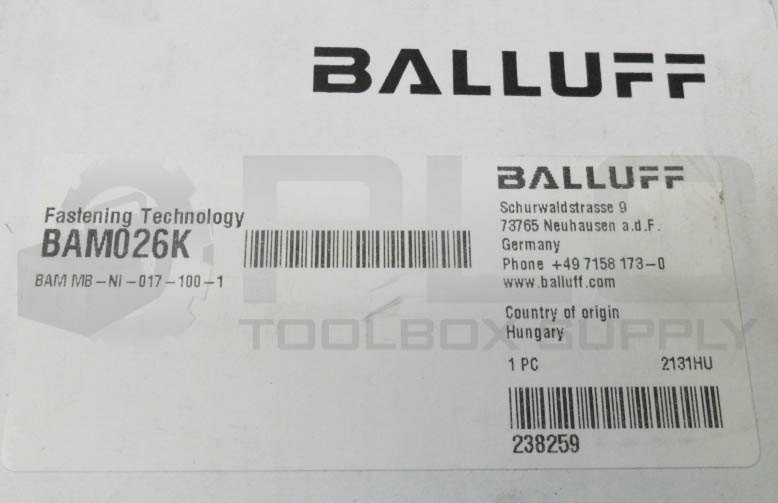 BALLUFF
Fastening Technology
BAM026K
BAM MB-NI-017-100-1
BALLUFF
Schurwaldstrasse 9
73765 Neuhausen a.d.F.
Germany
Phone +49 7158 173-0
www.balluff.com
Country of origin
Hungary
1 PC 2131HU
238259
PLC
TOOLBOX SUPPLY